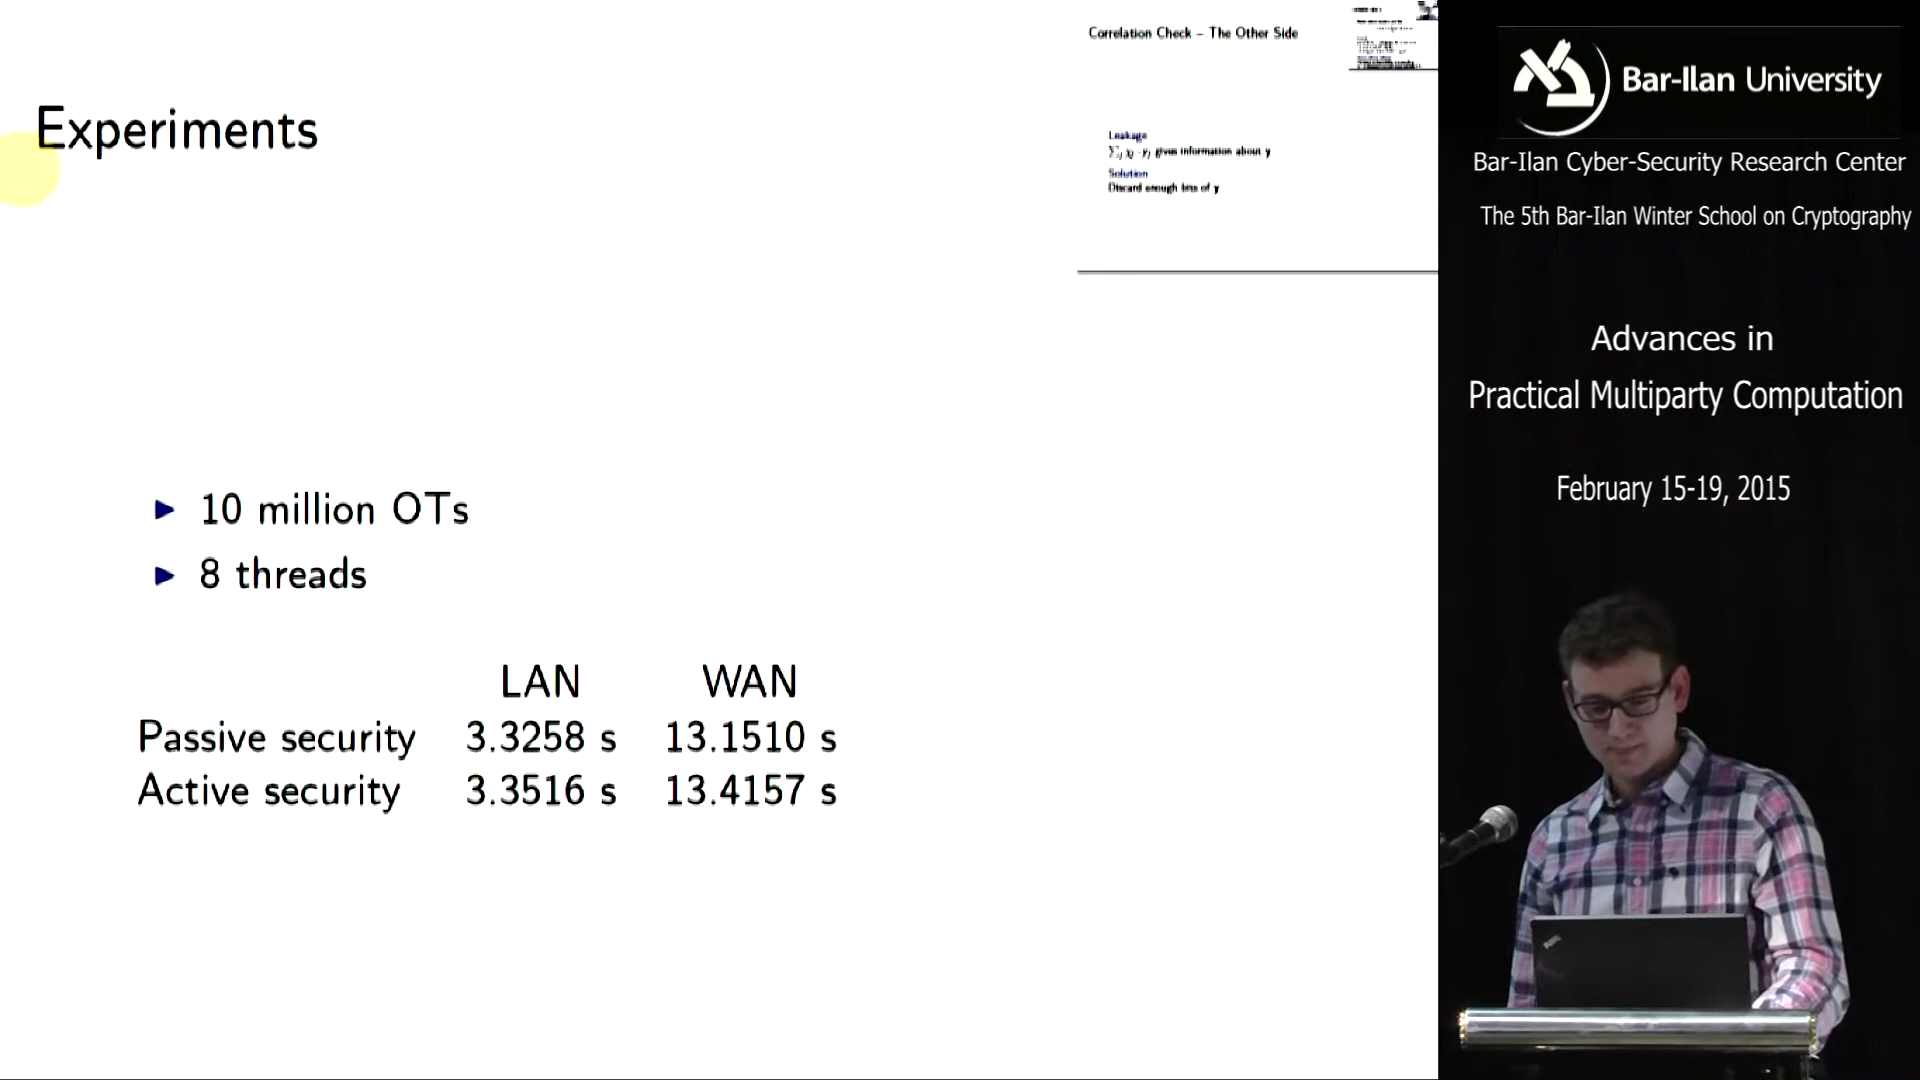 Experiments
10 million OTs
8 threads
LAN WAN
Passive security 3.3258 s 13.1510 s
Active security 3.3516 s 13.4157 s
Correlation Check – The Other Side
Leakage
∑j xj · yj gives information about y
Solution
Discard enough bits of y
Bar-Ilan University
Bar-Ilan Cyber-Security Research Center
The 5th Bar-Ilan Winter School on Cryptography
Advances in
Practical Multiparty Computation
February 15-19, 2015